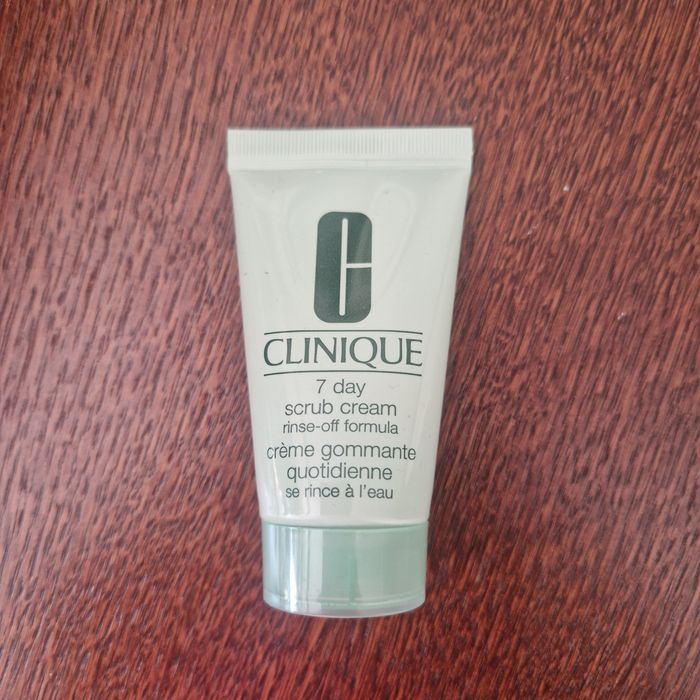 CLINIQUE
7 day
scrub cream
rinse-off formula
crème gommante
quotidienne
se rince à l'eau